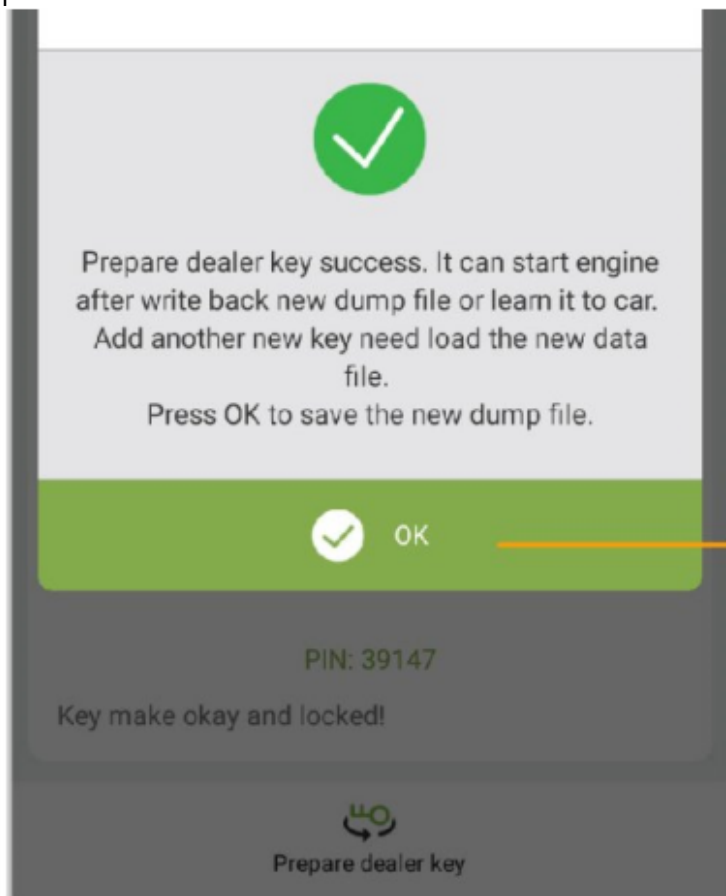 Prepare dealer key success. It can start engine
after write back new dump file or learn it to car.
Add another new key need load the new data
file.
Press OK to save the new dump file.
OK
PIN: 39147
Key make okay and locked!
Prepare dealer key